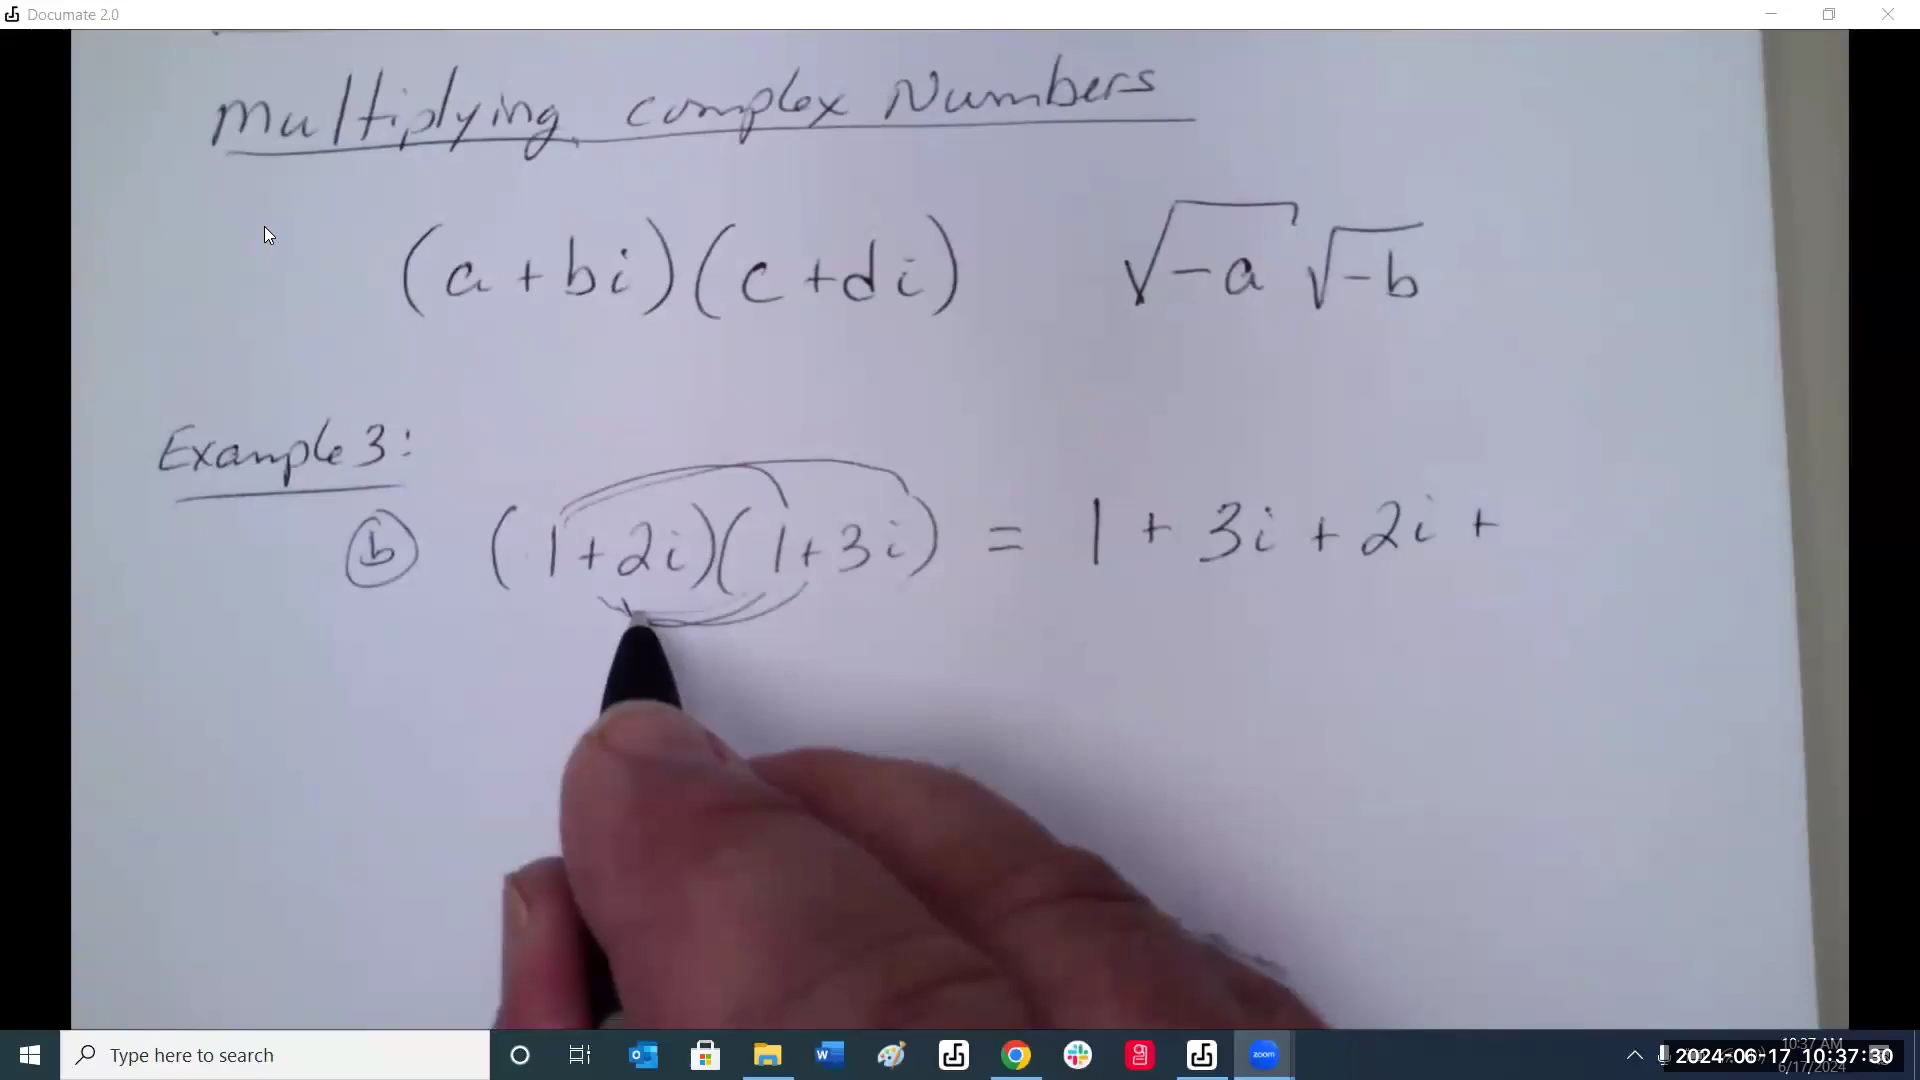 Documate 2.0
Multiplying complex Numbers
(a+bi)(c+di) √-a √-b
Example 3:
b (1+2i)(1+3i) = 1 + 3i + 2i +
Type here to search
zoom
2024-06-17 10:37:30